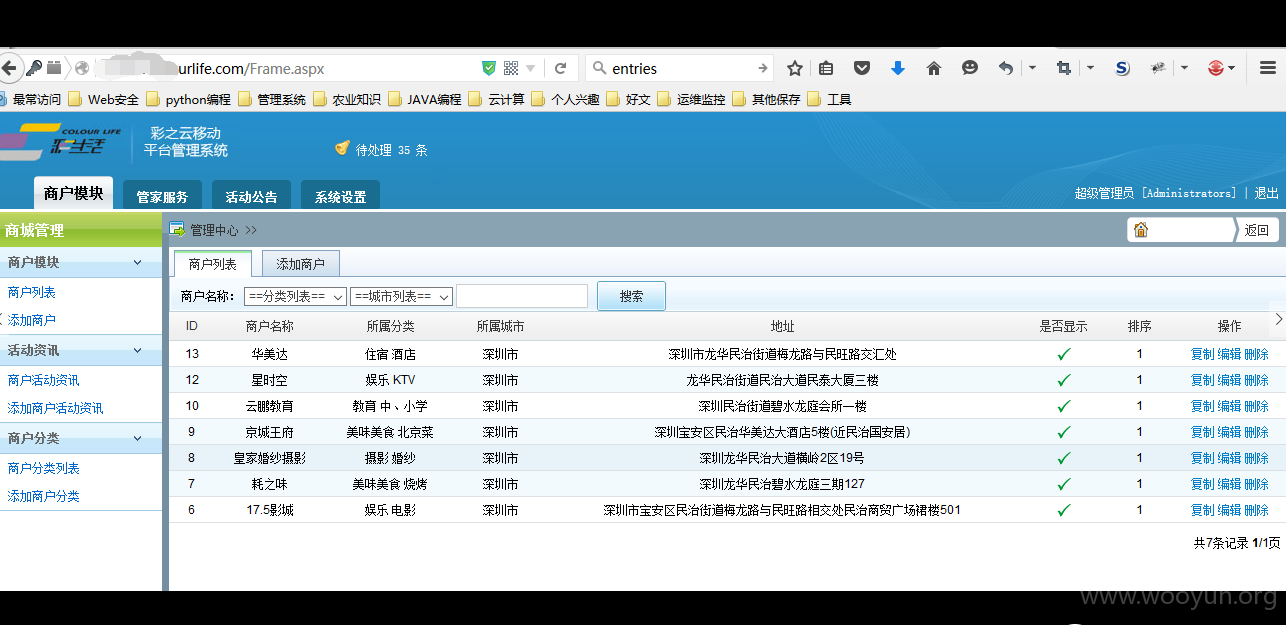 urlife.com/Frame.aspx entries
最常访问 Web安全 python编程 管理系统 农业知识 JAVA编程 云计算 个人兴趣 好文 运维监控 其他保存 工具
COLOUR LIFE
彩生活
彩之云移动
平台管理系统
待处理 35 条
商户模块 管家服务 活动公告 系统设置
超级管理员 [Administrators] | 退出
商城管理
管理中心 >>
返回
商户模块
商户列表
添加商户
活动资讯
商户活动资讯
添加商户活动资讯
商户分类
商户分类列表
添加商户分类
商户列表 添加商户
商户名称： ==分类列表== ==城市列表== 搜索
ID 商户名称 所属分类 所属城市 地址 是否显示 排序 操作
13 华美达 住宿 酒店 深圳市 深圳市龙华民治街道梅龙路与民旺路交汇处 ✓ 1 复制 编辑 删除
12 星时空 娱乐 KTV 深圳市 龙华民治街道民治大道民泰大厦三楼 ✓ 1 复制 编辑 删除
10 云鹏教育 教育 中、小学 深圳市 深圳民治街道碧水龙庭会所一楼 ✓ 1 复制 编辑 删除
9 京城王府 美味美食 北京菜 深圳市 深圳宝安区民治华美达大酒店5楼(近民治国安居) ✓ 1 复制 编辑 删除
8 皇家婚纱摄影 摄影 婚纱 深圳市 深圳龙华民治大道横岭2区19号 ✓ 1 复制 编辑 删除
7 耗之味 美味美食 烧烤 深圳市 深圳龙华民治碧水龙庭三期127 ✓ 1 复制 编辑 删除
6 17.5影城 娱乐 电影 深圳市 深圳市宝安区民治街道梅龙路与民旺路相交处民治商贸广场裙楼501 ✓ 1 复制 编辑 删除
共7条记录 1/1页
www.wooyun.org